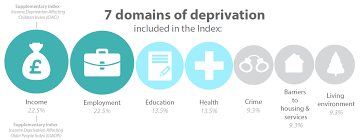 Supplementary Index -
Income Deprivation Affecting
Children Index (IDACI)
7 domains of deprivation
included in the Index:
Income
22.5%
Employment
22.5%
Education
13.5%
Health
13.5%
Crime
9.3%
Barriers
to housing &
services
9.3%
Living
environment
9.3%
Supplementary Index -
Income Deprivation Affecting
Older People Index (IDAOPI)